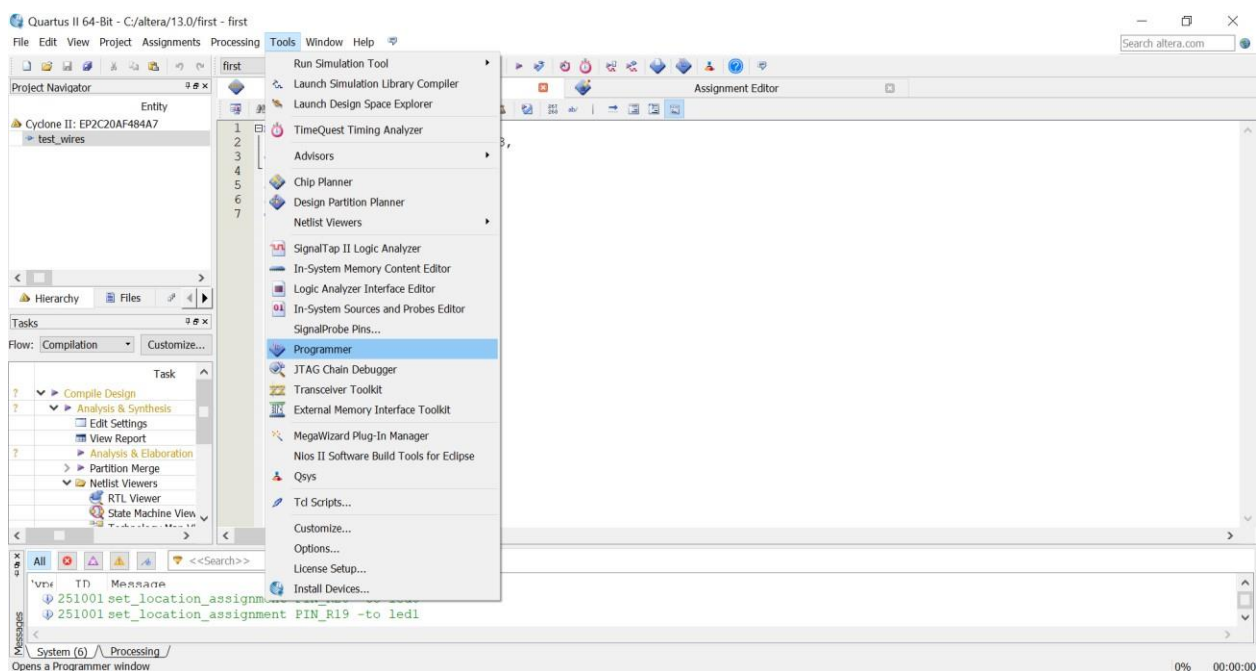 Quartus II 64-Bit - C:/altera/13.0/first - first
File Edit View Project Assignments Processing Tools Window Help
Search altera.com
first
Project Navigator
Entity
Cyclone II: EP2C20AF484A7
test_wires
Hierarchy Files
Tasks
Flow: Compilation Customize...
Task
? Compile Design
? Analysis & Synthesis
Edit Settings
View Report
? Analysis & Elaboration
Partition Merge
Netlist Viewers
RTL Viewer
State Machine View
Run Simulation Tool
Launch Simulation Library Compiler
Launch Design Space Explorer
TimeQuest Timing Analyzer
Advisors
Chip Planner
Design Partition Planner
Netlist Viewers
SignalTap II Logic Analyzer
In-System Memory Content Editor
Logic Analyzer Interface Editor
In-System Sources and Probes Editor
SignalProbe Pins...
Programmer
JTAG Chain Debugger
Transceiver Toolkit
External Memory Interface Toolkit
MegaWizard Plug-In Manager
Nios II Software Build Tools for Eclipse
Qsys
Tcl Scripts...
Customize...
Options...
License Setup...
Install Devices...
Assignment Editor
1
2
3
4
5
6
7
All <<Search>>
ID Message
251001 set_location_assignm
251001 set_location_assignment PIN_R19 -to led1
Messages
System (6) Processing
Opens a Programmer window
0% 00:00:00